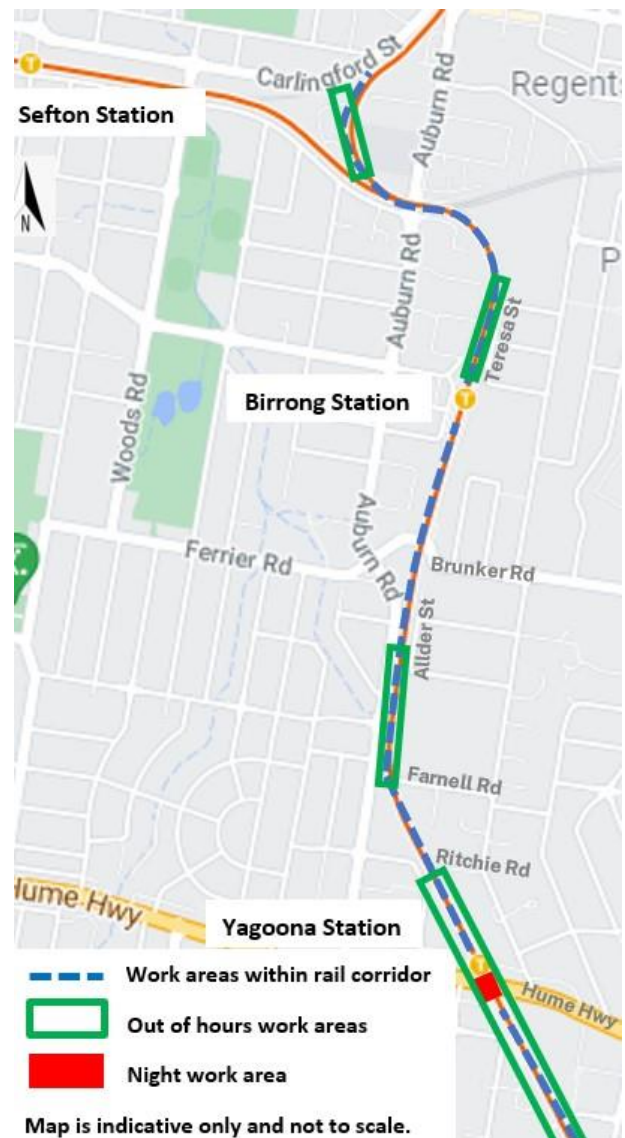 Carlingford St
Auburn Rd
Regents
T
Sefton Station
N
Auburn Rd
P
Teresa St
Birrong Station
T
Woods Rd
Auburn Rd
Ferrier Rd
Brunker Rd
Allder St
Farnell Rd
Ritchie Rd
Hume Hwy
Yagoona Station
T
Hume Hwy
Work areas within rail corridor
Out of hours work areas
Night work area
Map is indicative only and not to scale.